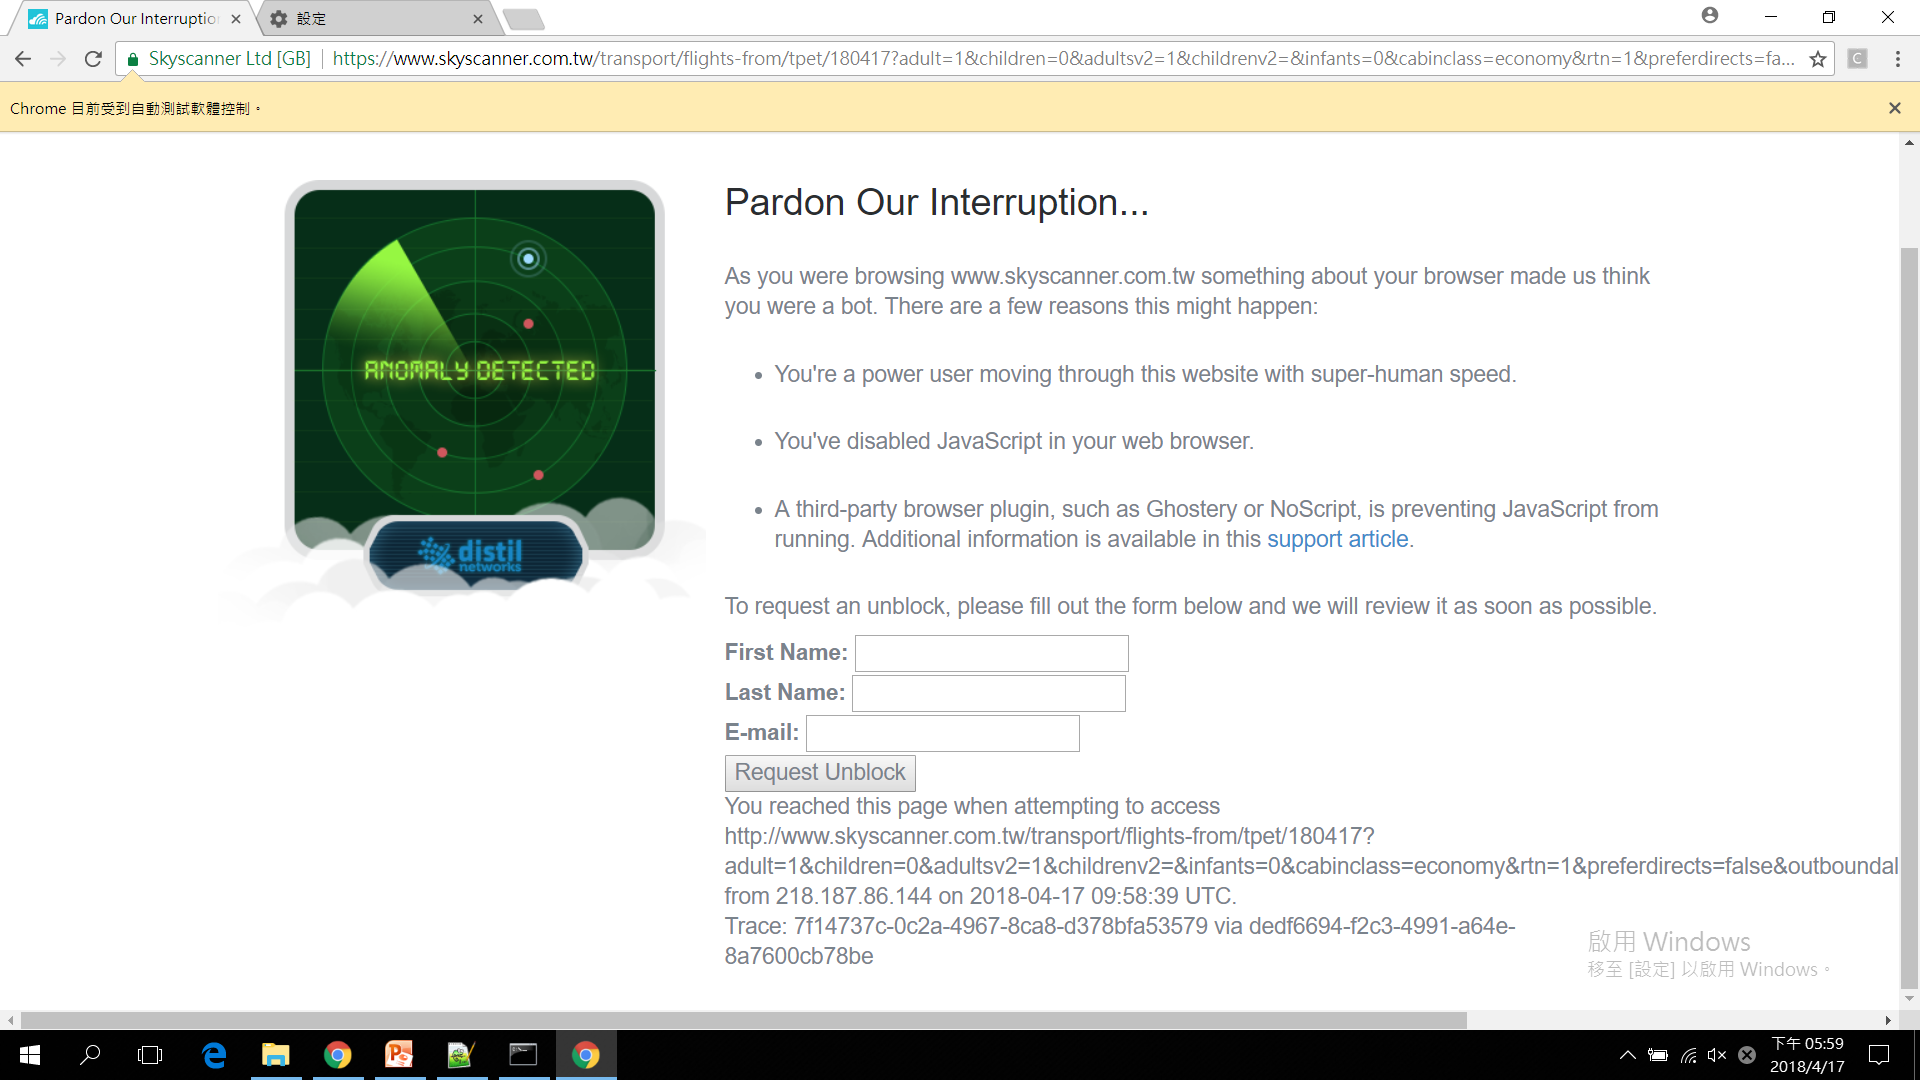 Pardon Our Interruption
設定
Skyscanner Ltd [GB] https://www.skyscanner.com.tw/transport/flights-from/tpet/180417?adult=1&children=0&adultsv2=1&childrenv2=&infants=0&cabinclass=economy&rtn=1&preferdirects=fa...
C
Chrome 目前受到自動測試軟體控制。
ANOMALY DETECTED
distil
networks
Pardon Our Interruption...
As you were browsing www.skyscanner.com.tw something about your browser made us think
you were a bot. There are a few reasons this might happen:
• You're a power user moving through this website with super-human speed.
• You've disabled JavaScript in your web browser.
• A third-party browser plugin, such as Ghostery or NoScript, is preventing JavaScript from
running. Additional information is available in this support article.
To request an unblock, please fill out the form below and we will review it as soon as possible.
First Name:
Last Name:
E-mail:
Request Unblock
You reached this page when attempting to access
http://www.skyscanner.com.tw/transport/flights-from/tpet/180417?
adult=1&children=0&adultsv2=1&childrenv2=&infants=0&cabinclass=economy&rtn=1&preferdirects=false&outboundal
from 218.187.86.144 on 2018-04-17 09:58:39 UTC.
Trace: 7f14737c-0c2a-4967-8ca8-d378bfa53579 via dedf6694-f2c3-4991-a64e-
8a7600cb78be
啟用 Windows
移至 [設定] 以啟用 Windows。
下午 05:59
2018/4/17